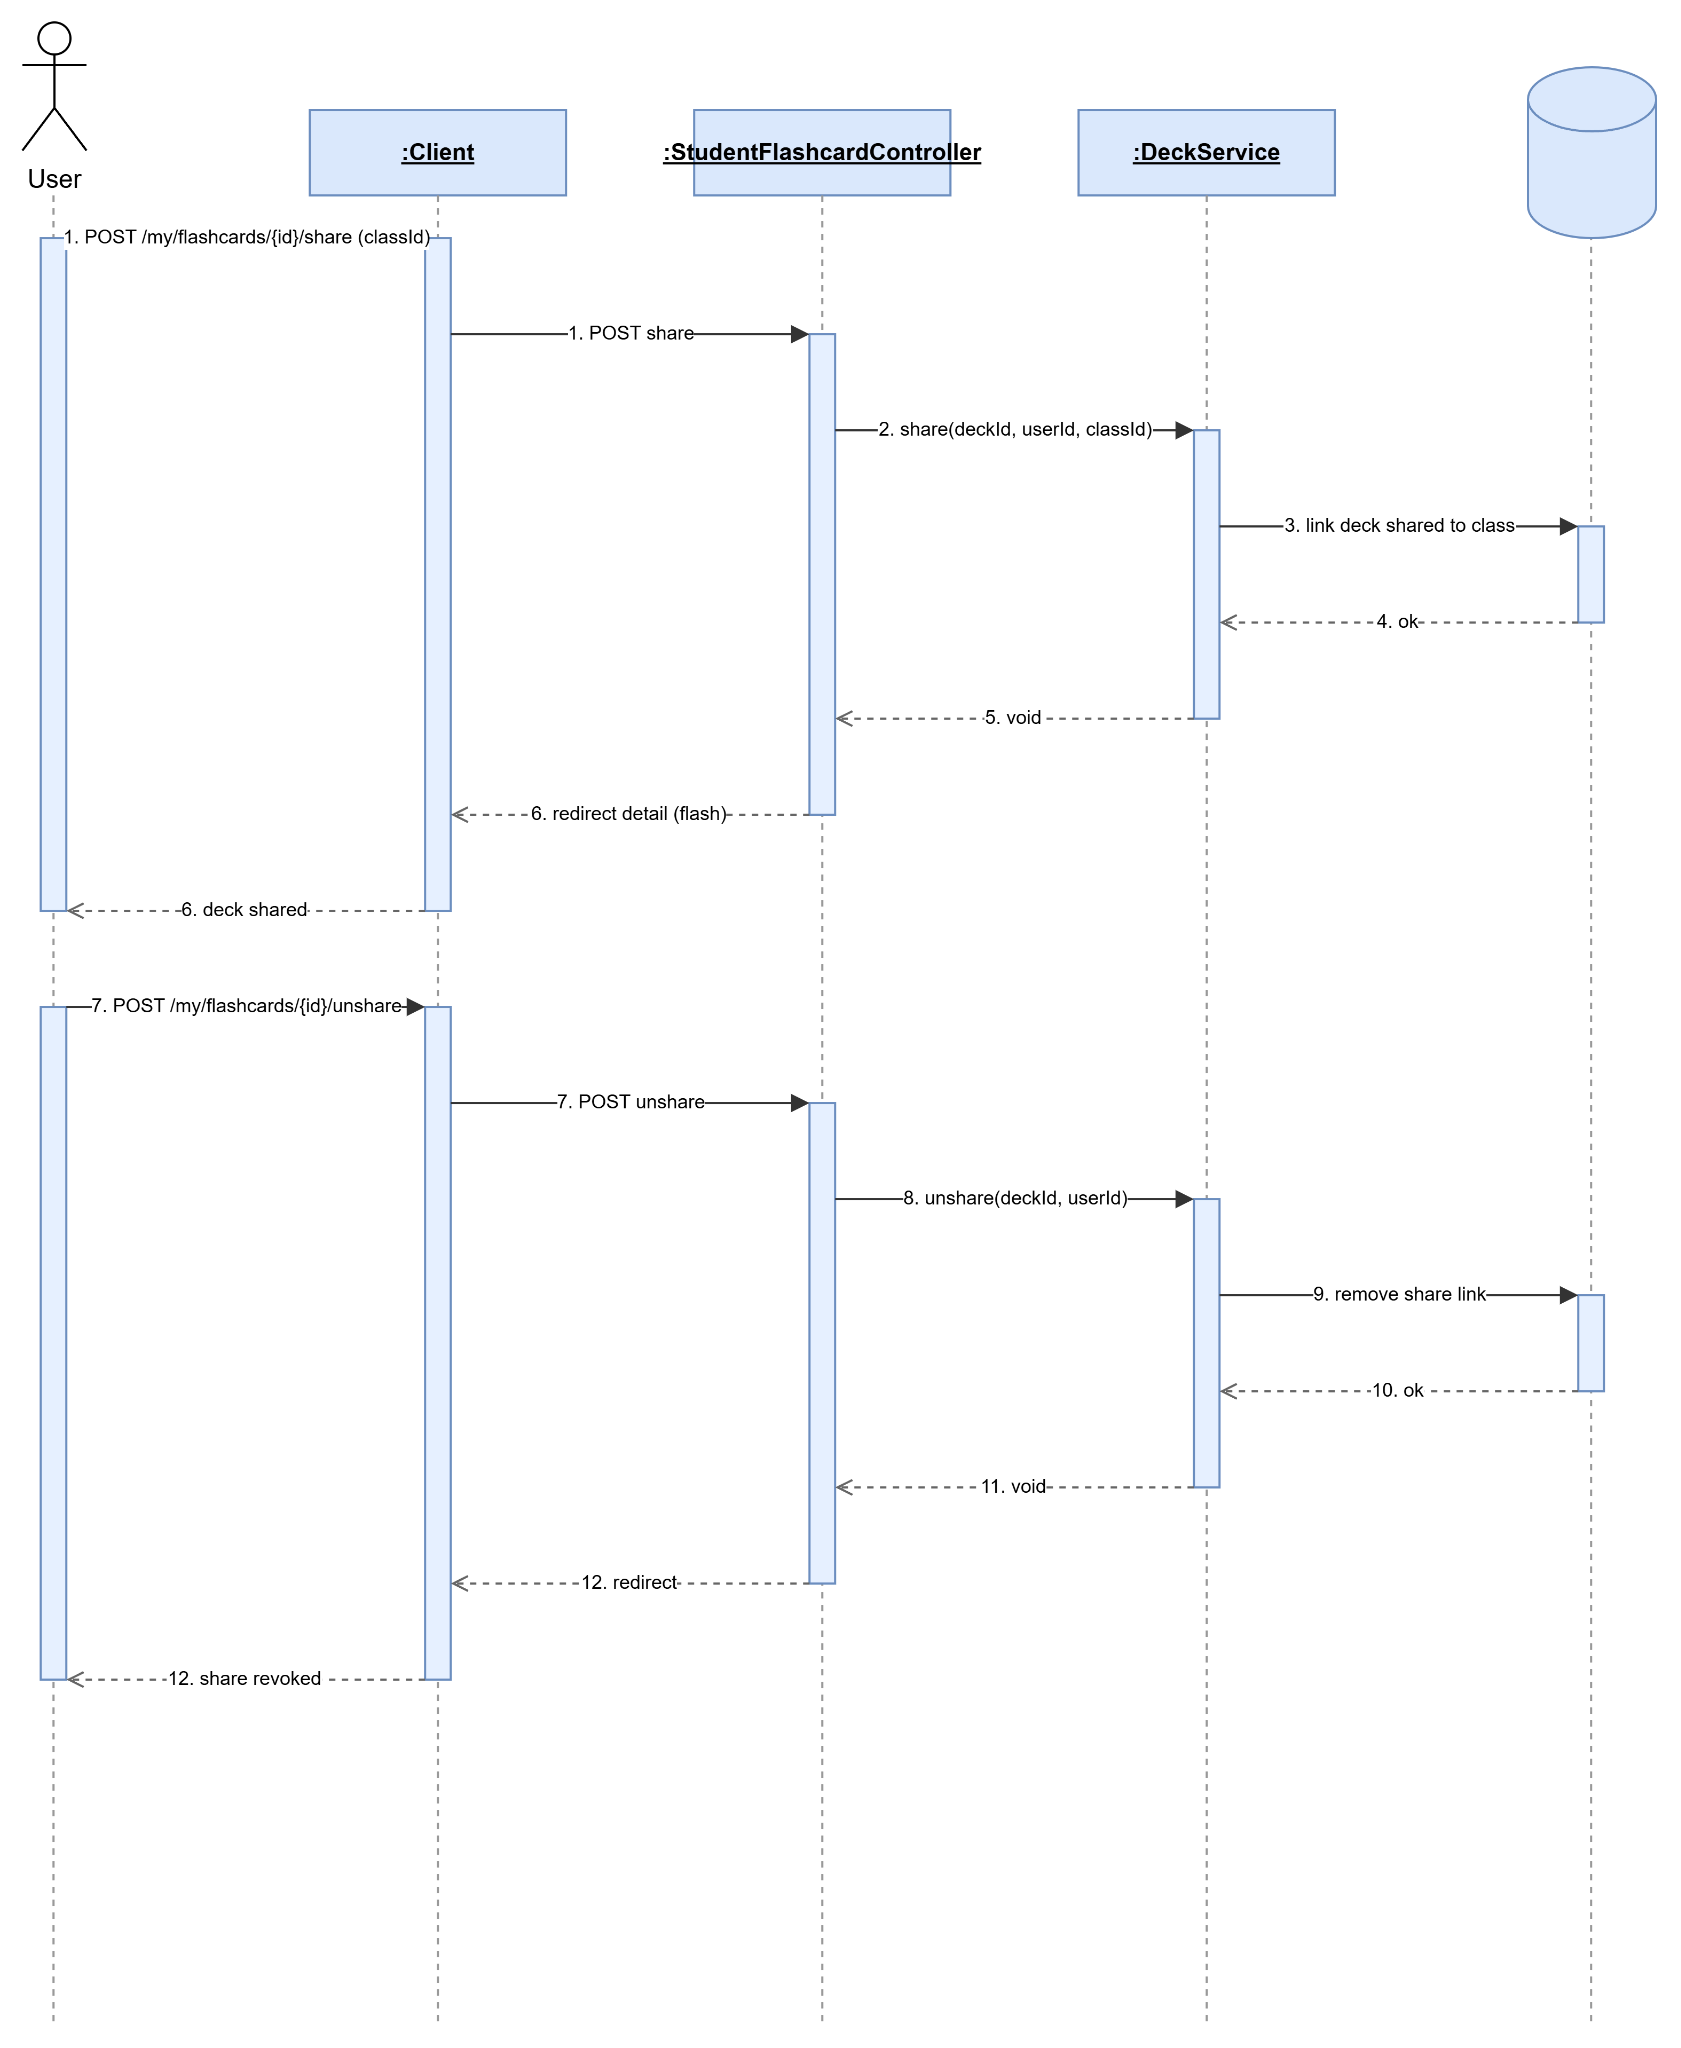 User
:Client
:StudentFlashcardController
:DeckService
1. POST /my/flashcards/{id}/share (classId)
1. POST share
2. share(deckId, userId, classId)
3. link deck shared to class
4. ok
5. void
6. redirect detail (flash)
6. deck shared
7. POST /my/flashcards/{id}/unshare
7. POST unshare
8. unshare(deckId, userId)
9. remove share link
10. ok
11. void
12. redirect
12. share revoked